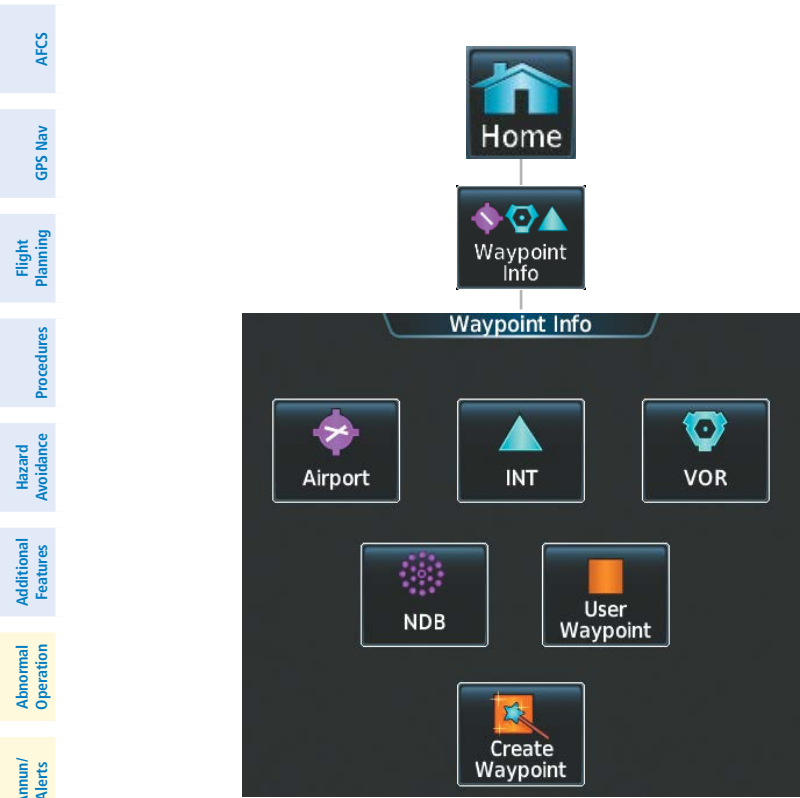 AFCS
GPS Nav
Flight
Planning
Procedures
Hazard
Avoidance
Additional
Features
Abnormal
Operation
Home
Waypoint
Info
Waypoint Info
Airport
INT
VOR
NDB
User
Waypoint
Create
Waypoint